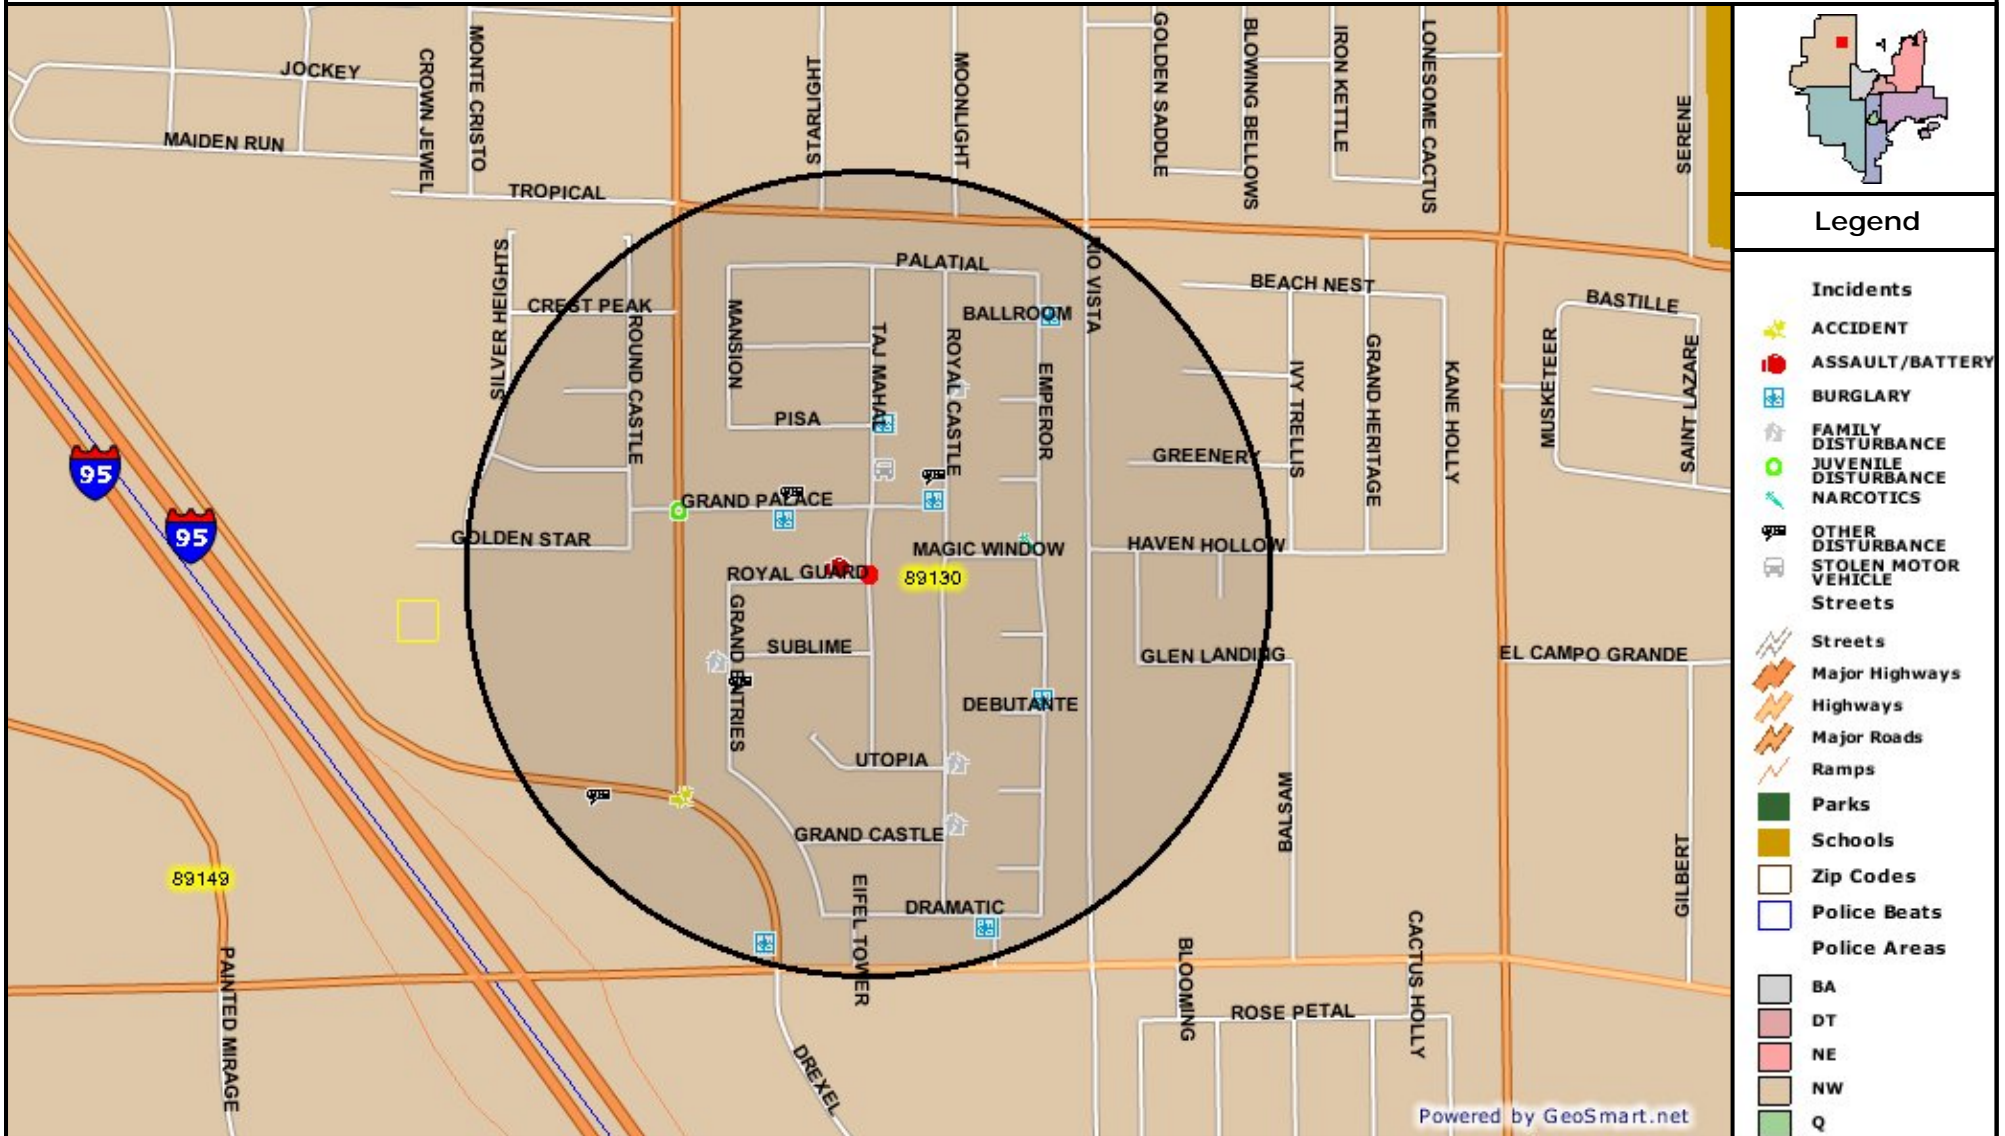 JOCKEY
MAIDEN RUN
CROWN JEWEL
MONTE CRISTO
TROPICAL
STARLIGHT
MOONLIGHT
GOLDEN SADDLE
BLOWING BELLOWS
IRON KETTLE
LONESOME CACTUS
SERENE
SILVER HEIGHTS
CREST PEAK
ROUND CASTLE
MANSION
PALATIAL
TAJ MAHAL
ROYAL CASTLE
BALLROOM
EMPEROR
RIO VISTA
BEACH NEST
IVY TRELLIS
GRAND HERITAGE
KANE HOLLY
BASTILLE
MUSKETEER
SAINT LAZARE
PISA
GREENERY
95
95
GRAND PALACE
GOLDEN STAR
MAGIC WINDOW
HAVEN HOLLOW
ROYAL GUARD
89130
GRAND ENTRIES
SUBLIME
GLEN LANDING
EL CAMPO GRANDE
DEBUTANTE
UTOPIA
BALSAM
GRAND CASTLE
GILBERT
89149
EIFEL TOWER
DRAMATIC
PAINTED MIRAGE
BLOOMING
CACTUS HOLLY
ROSE PETAL
DREXEL
Powered by GeoSmart.net
Legend
Incidents
ACCIDENT
ASSAULT/BATTERY
BURGLARY
FAMILY
DISTURBANCE
JUVENILE
DISTURBANCE
NARCOTICS
OTHER
DISTURBANCE
STOLEN MOTOR
VEHICLE
Streets
Streets
Major Highways
Highways
Major Roads
Ramps
Parks
Schools
Zip Codes
Police Beats
Police Areas
BA
DT
NE
NW
Q